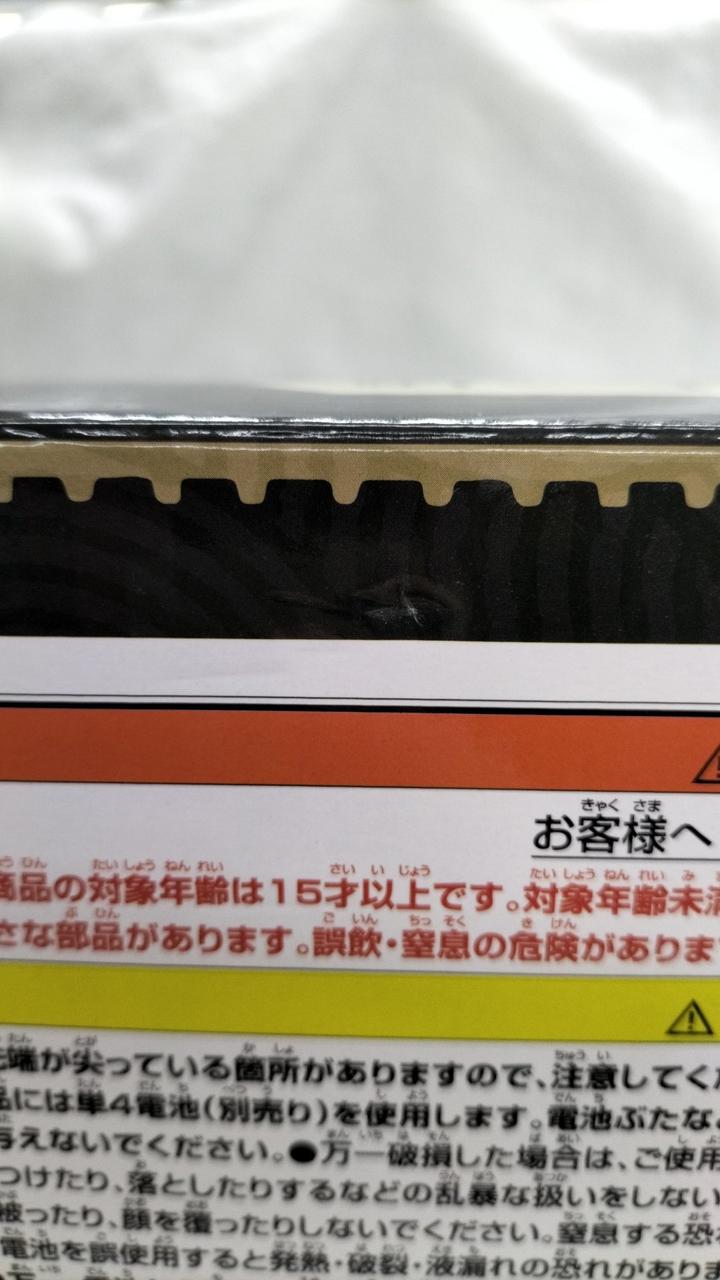 お客様へ
きゃく さま
商品の対象年齢は15才以上です。対象年齢未満
さな部品があります。誤飲・窒息の危険がありま
先端が尖っている箇所がありますので、注意してくだ
品には単4電池(別売り)を使用します。電池ぶたな
与えないでください。●万一破損した場合は、ご使用
つけたり、落としたりするなどの乱暴な扱いをしない
被ったり、顔を覆ったりしないでください。窒息する恐
電池を誤使用すると発熱・破裂・液漏れの恐れがありま